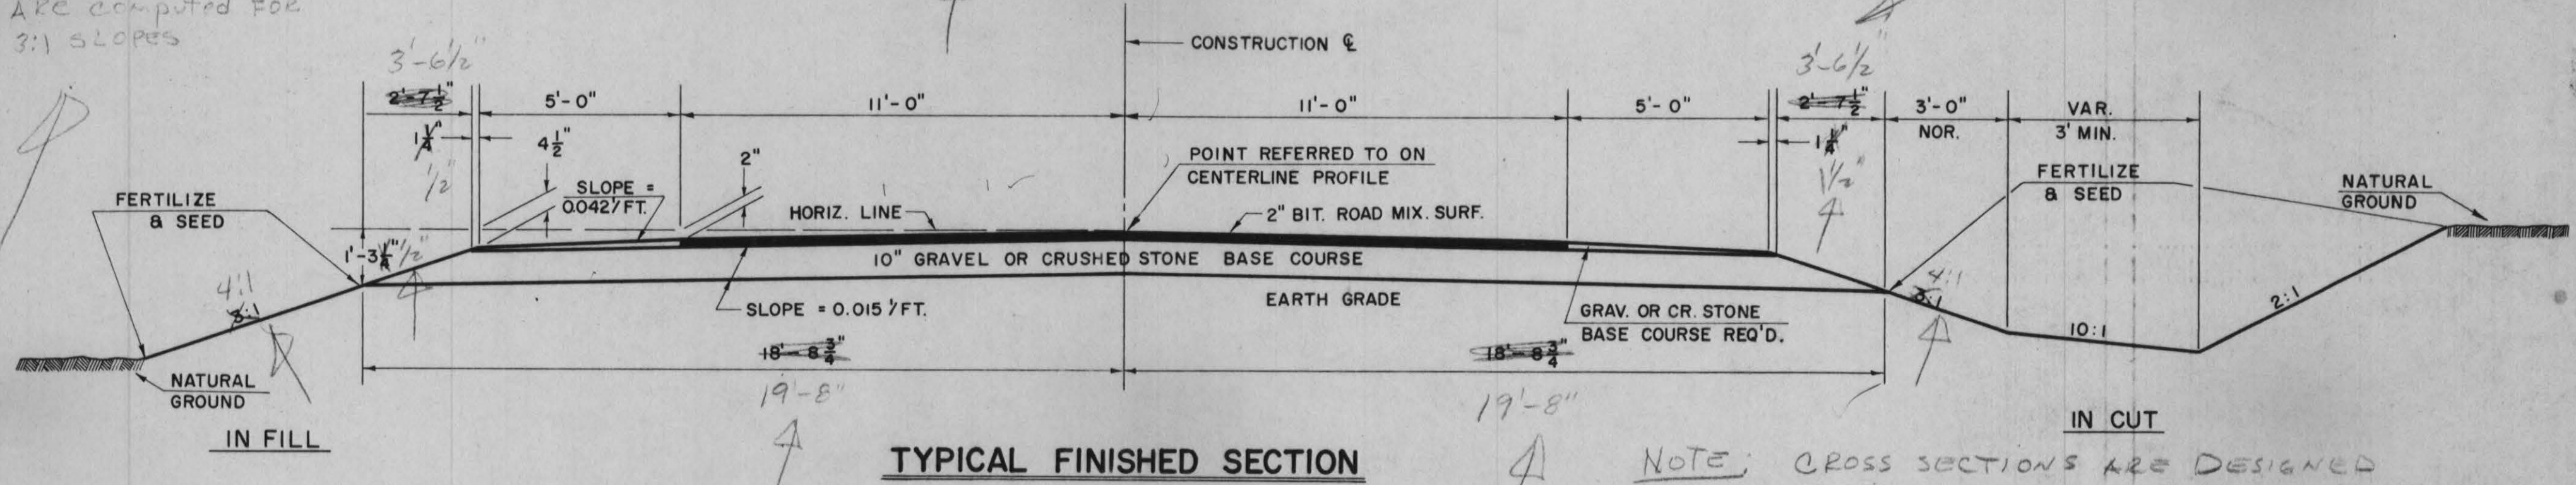 ARE computed FOR
3:1 SLOPES
CONSTRUCTION ℄
3'-6½"
3'-6½"
2'-7½"
5'-0"
11'-0"
11'-0"
5'-0"
2'-7½"
3'-0"
NOR.
VAR.
3' MIN.
1¼"
½"
4½"
2"
1¼"
1½"
POINT REFERRED TO ON
CENTERLINE PROFILE
FERTILIZE
& SEED
SLOPE =
0.042'/FT.
HORIZ. LINE
2" BIT. ROAD MIX. SURF.
FERTILIZE
& SEED
NATURAL
GROUND
1'-3¼" ½"
10" GRAVEL OR CRUSHED STONE BASE COURSE
4:1
3:1
SLOPE = 0.015'/FT.
EARTH GRADE
GRAV. OR CR. STONE
BASE COURSE REQ'D.
4:1
3:1
10:1
2:1
18'-8¾"
18'-8¾"
19'-8"
19'-8"
NATURAL
GROUND
IN FILL
IN CUT
TYPICAL FINISHED SECTION
NOTE: CROSS SECTIONS ARE DESIGNED